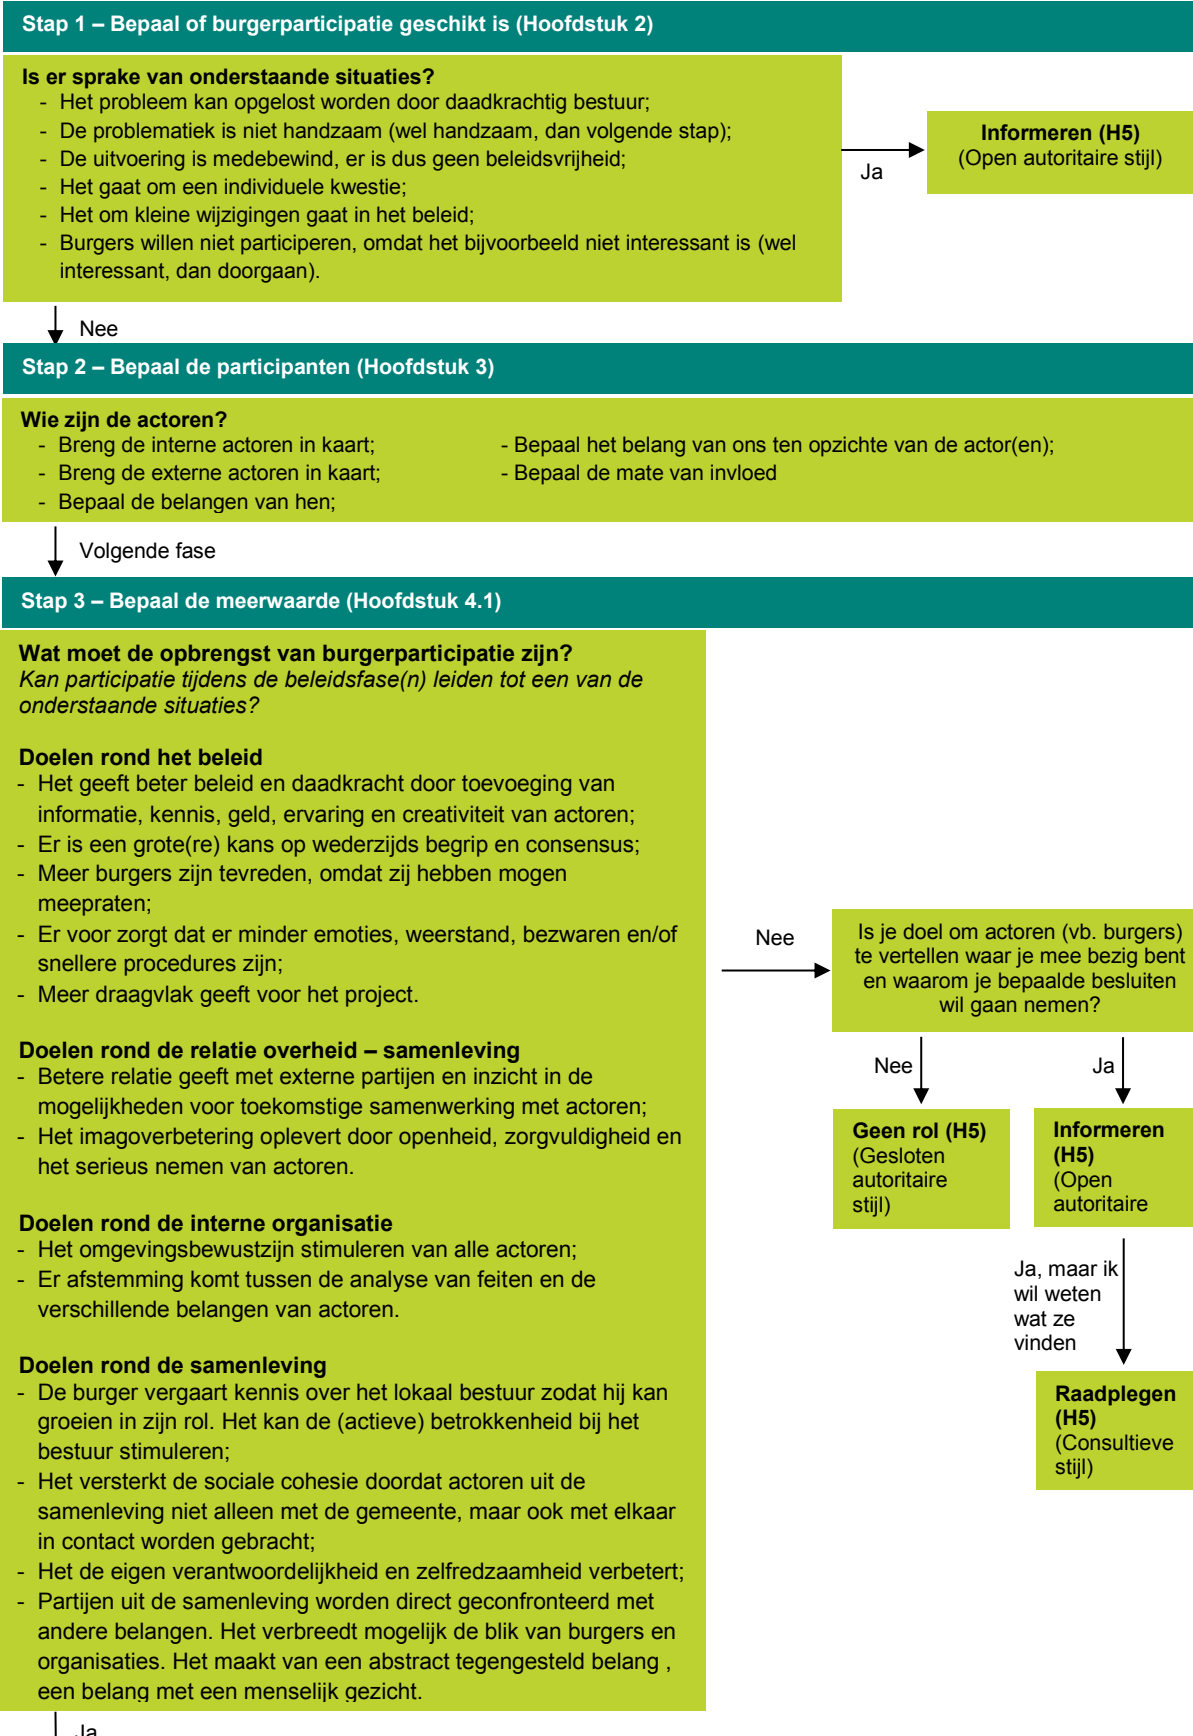 Stap 1 – Bepaal of burgerparticipatie geschikt is (Hoofdstuk 2)
Is er sprake van onderstaande situaties?
- Het probleem kan opgelost worden door daadkrachtig bestuur;
- De problematiek is niet handzaam (wel handzaam, dan volgende stap);
- De uitvoering is medebewind, er is dus geen beleidsvrijheid;
- Het gaat om een individuele kwestie;
- Het om kleine wijzigingen gaat in het beleid;
- Burgers willen niet participeren, omdat het bijvoorbeeld niet interessant is (wel
interessant, dan doorgaan).
Ja
Informeren (H5)
(Open autoritaire stijl)
Nee
Stap 2 – Bepaal de participanten (Hoofdstuk 3)
Wie zijn de actoren?
- Breng de interne actoren in kaart;
- Breng de externe actoren in kaart;
- Bepaal de belangen van hen;
- Bepaal het belang van ons ten opzichte van de actor(en);
- Bepaal de mate van invloed
Volgende fase
Stap 3 – Bepaal de meerwaarde (Hoofdstuk 4.1)
Wat moet de opbrengst van burgerparticipatie zijn?
Kan participatie tijdens de beleidsfase(n) leiden tot een van de
onderstaande situaties?
Doelen rond het beleid
- Het geeft beter beleid en daadkracht door toevoeging van
informatie, kennis, geld, ervaring en creativiteit van actoren;
- Er is een grote(re) kans op wederzijds begrip en consensus;
- Meer burgers zijn tevreden, omdat zij hebben mogen
meepraten;
- Er voor zorgt dat er minder emoties, weerstand, bezwaren en/of
snellere procedures zijn;
- Meer draagvlak geeft voor het project.
Doelen rond de relatie overheid – samenleving
- Betere relatie geeft met externe partijen en inzicht in de
mogelijkheden voor toekomstige samenwerking met actoren;
- Het imagoverbetering oplevert door openheid, zorgvuldigheid en
het serieus nemen van actoren.
Doelen rond de interne organisatie
- Het omgevingsbewustzijn stimuleren van alle actoren;
- Er afstemming komt tussen de analyse van feiten en de
verschillende belangen van actoren.
Doelen rond de samenleving
- De burger vergaart kennis over het lokaal bestuur zodat hij kan
groeien in zijn rol. Het kan de (actieve) betrokkenheid bij het
bestuur stimuleren;
- Het versterkt de sociale cohesie doordat actoren uit de
samenleving niet alleen met de gemeente, maar ook met elkaar
in contact worden gebracht;
- Het de eigen verantwoordelijkheid en zelfredzaamheid verbetert;
- Partijen uit de samenleving worden direct geconfronteerd met
andere belangen. Het verbreedt mogelijk de blik van burgers en
organisaties. Het maakt van een abstract tegengesteld belang ,
een belang met een menselijk gezicht.
Nee
Is je doel om actoren (vb. burgers)
te vertellen waar je mee bezig bent
en waarom je bepaalde besluiten
wil gaan nemen?
Nee
Ja
Geen rol (H5)
(Gesloten
autoritaire
stijl)
Informeren
(H5)
(Open
autoritaire
Ja, maar ik
wil weten
wat ze
vinden
Raadplegen
(H5)
(Consultieve
stijl)
Ja